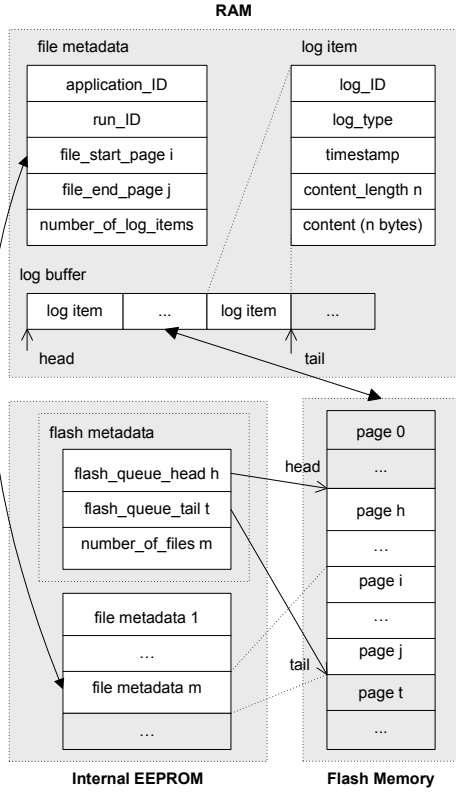 RAM
file metadata
application_ID
run_ID
file_start_page i
file_end_page j
number_of_log_items
log item
log_ID
log_type
timestamp
content_length n
content (n bytes)
log buffer
log item
...
log item
...
head
tail
flash metadata
flash_queue_head h
flash_queue_tail t
number_of_files m
file metadata 1
...
file metadata m
...
Internal EEPROM
head
tail
page 0
...
page h
...
page i
...
page j
page t
...
Flash Memory